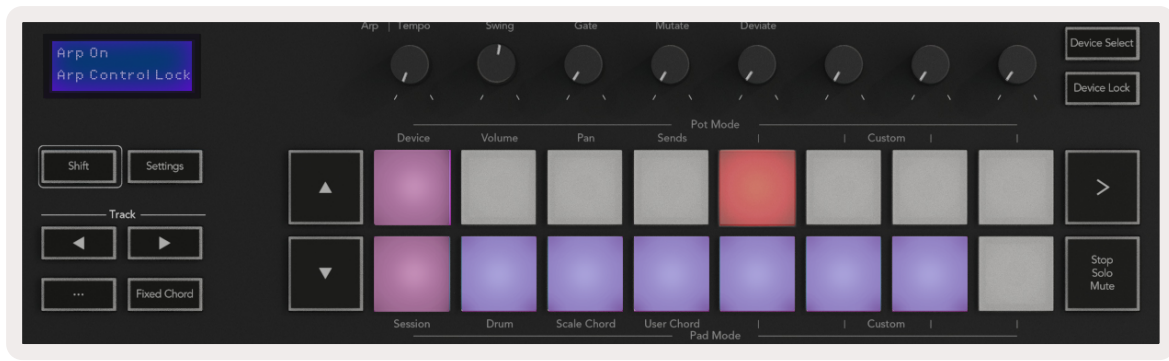 Arp | Tempo Swing Gate Mutate Deviate
Arp On
Arp Control Lock
Device Select
Device Lock
Pot Mode
Device Volume Pan Sends | | Custom | |
Shift Settings
Track
... Fixed Chord
Stop
Solo
Mute
Session Drum Scale Chord User Chord | | Custom | |
Pad Mode